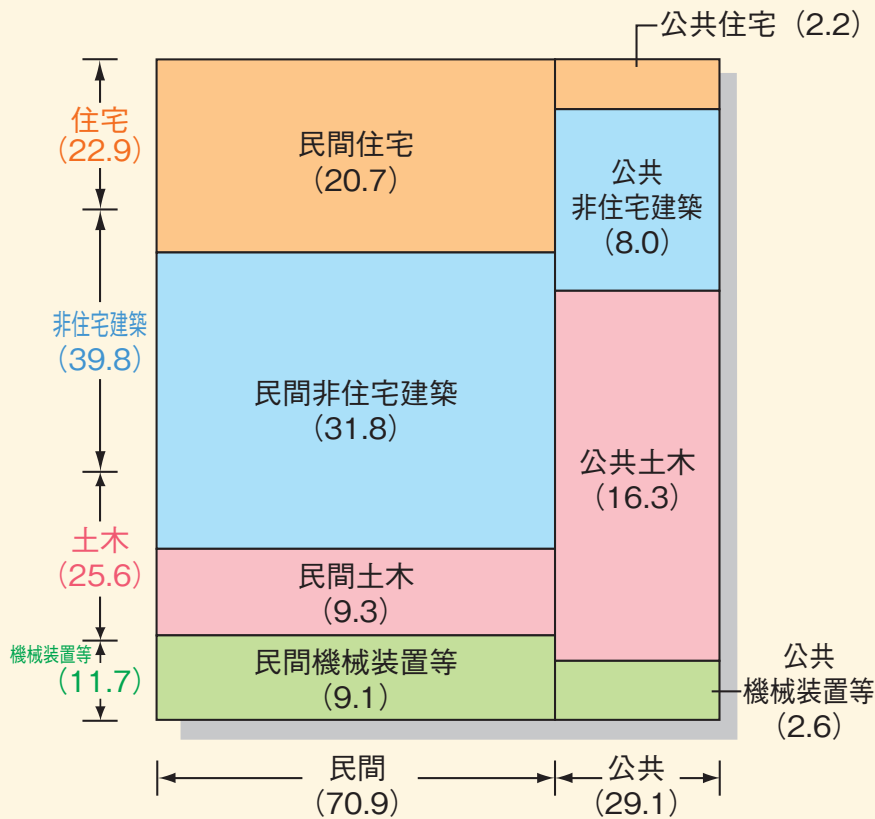 公共住宅（2.2）
住宅
（22.9）
非住宅建築
（39.8）
土木
（25.6）
機械装置等
（11.7）
民間住宅
（20.7）
民間非住宅建築
（31.8）
民間土木
（9.3）
民間機械装置等
（9.1）
公共
非住宅建築
（8.0）
公共土木
（16.3）
公共
機械装置等
（2.6）
民間
（70.9）
公共
（29.1）